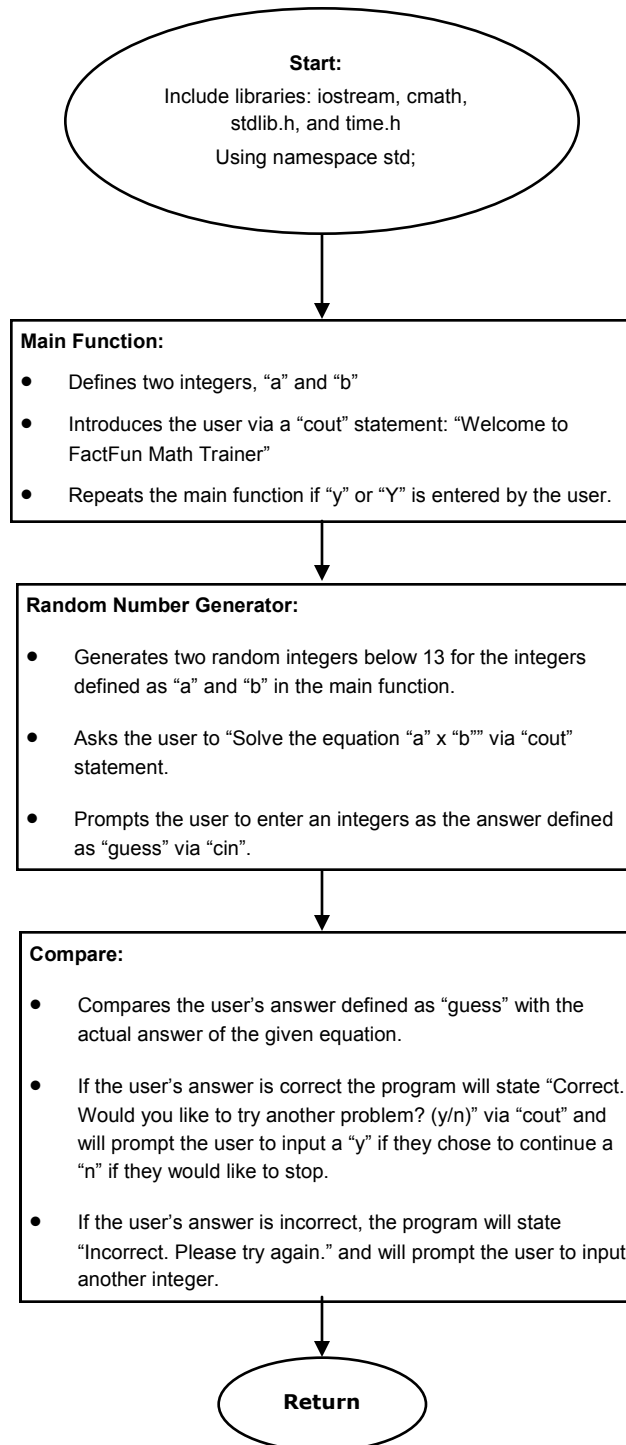 Start:
Include libraries: iostream, cmath,
stdlib.h, and time.h
Using namespace std;
Main Function:
● Defines two integers, “a” and “b”
● Introduces the user via a “cout” statement: “Welcome to
FactFun Math Trainer”
● Repeats the main function if “y” or “Y” is entered by the user.
Random Number Generator:
● Generates two random integers below 13 for the integers
defined as “a” and “b” in the main function.
● Asks the user to “Solve the equation “a” x “b”” via “cout”
statement.
● Prompts the user to enter an integers as the answer defined
as “guess” via “cin”.
Compare:
● Compares the user’s answer defined as “guess” with the
actual answer of the given equation.
● If the user’s answer is correct the program will state “Correct.
Would you like to try another problem? (y/n)” via “cout” and
will prompt the user to input a “y” if they chose to continue a
“n” if they would like to stop.
● If the user’s answer is incorrect, the program will state
“Incorrect. Please try again.” and will prompt the user to input
another integer.
Return